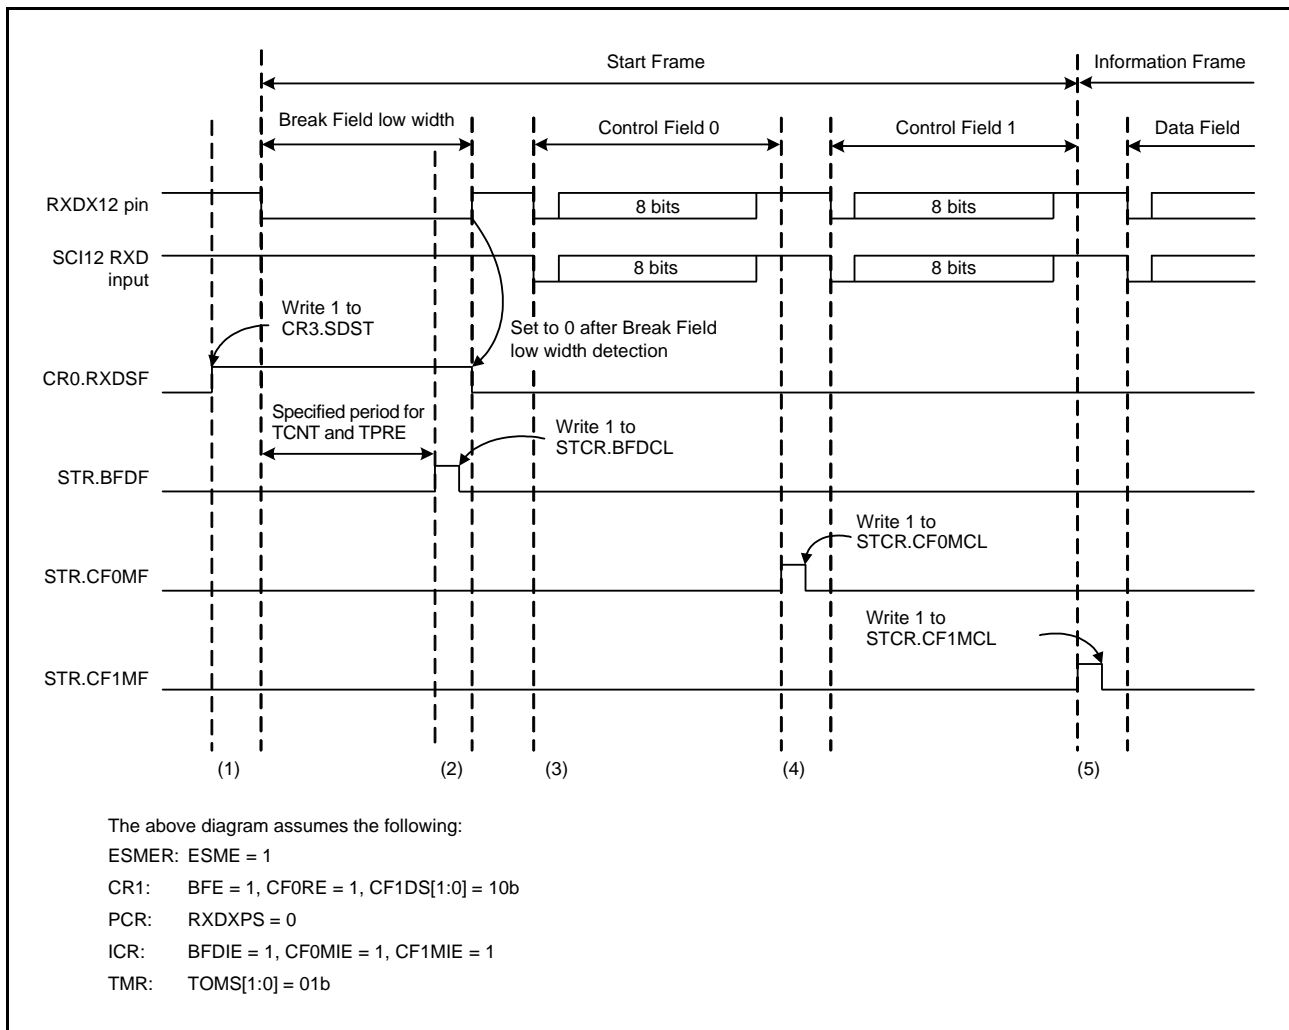 Start Frame
Information Frame
Break Field low width
Control Field 0
Control Field 1
Data Field
RXDX12 pin
8 bits
8 bits
SCI12 RXD
input
8 bits
8 bits
Write 1 to
CR3.SDST
Set to 0 after Break Field
low width detection
CR0.RXDSF
Specified period for
TCNT and TPRE
Write 1 to
STCR.BFDCL
STR.BFDF
Write 1 to
STCR.CF0MCL
STR.CF0MF
Write 1 to
STCR.CF1MCL
STR.CF1MF
(1)
(2)
(3)
(4)
(5)
The above diagram assumes the following:
ESMER: ESME = 1
CR1: BFE = 1, CF0RE = 1, CF1DS[1:0] = 10b
PCR: RXDXPS = 0
ICR: BFDIE = 1, CF0MIE = 1, CF1MIE = 1
TMR: TOMS[1:0] = 01b